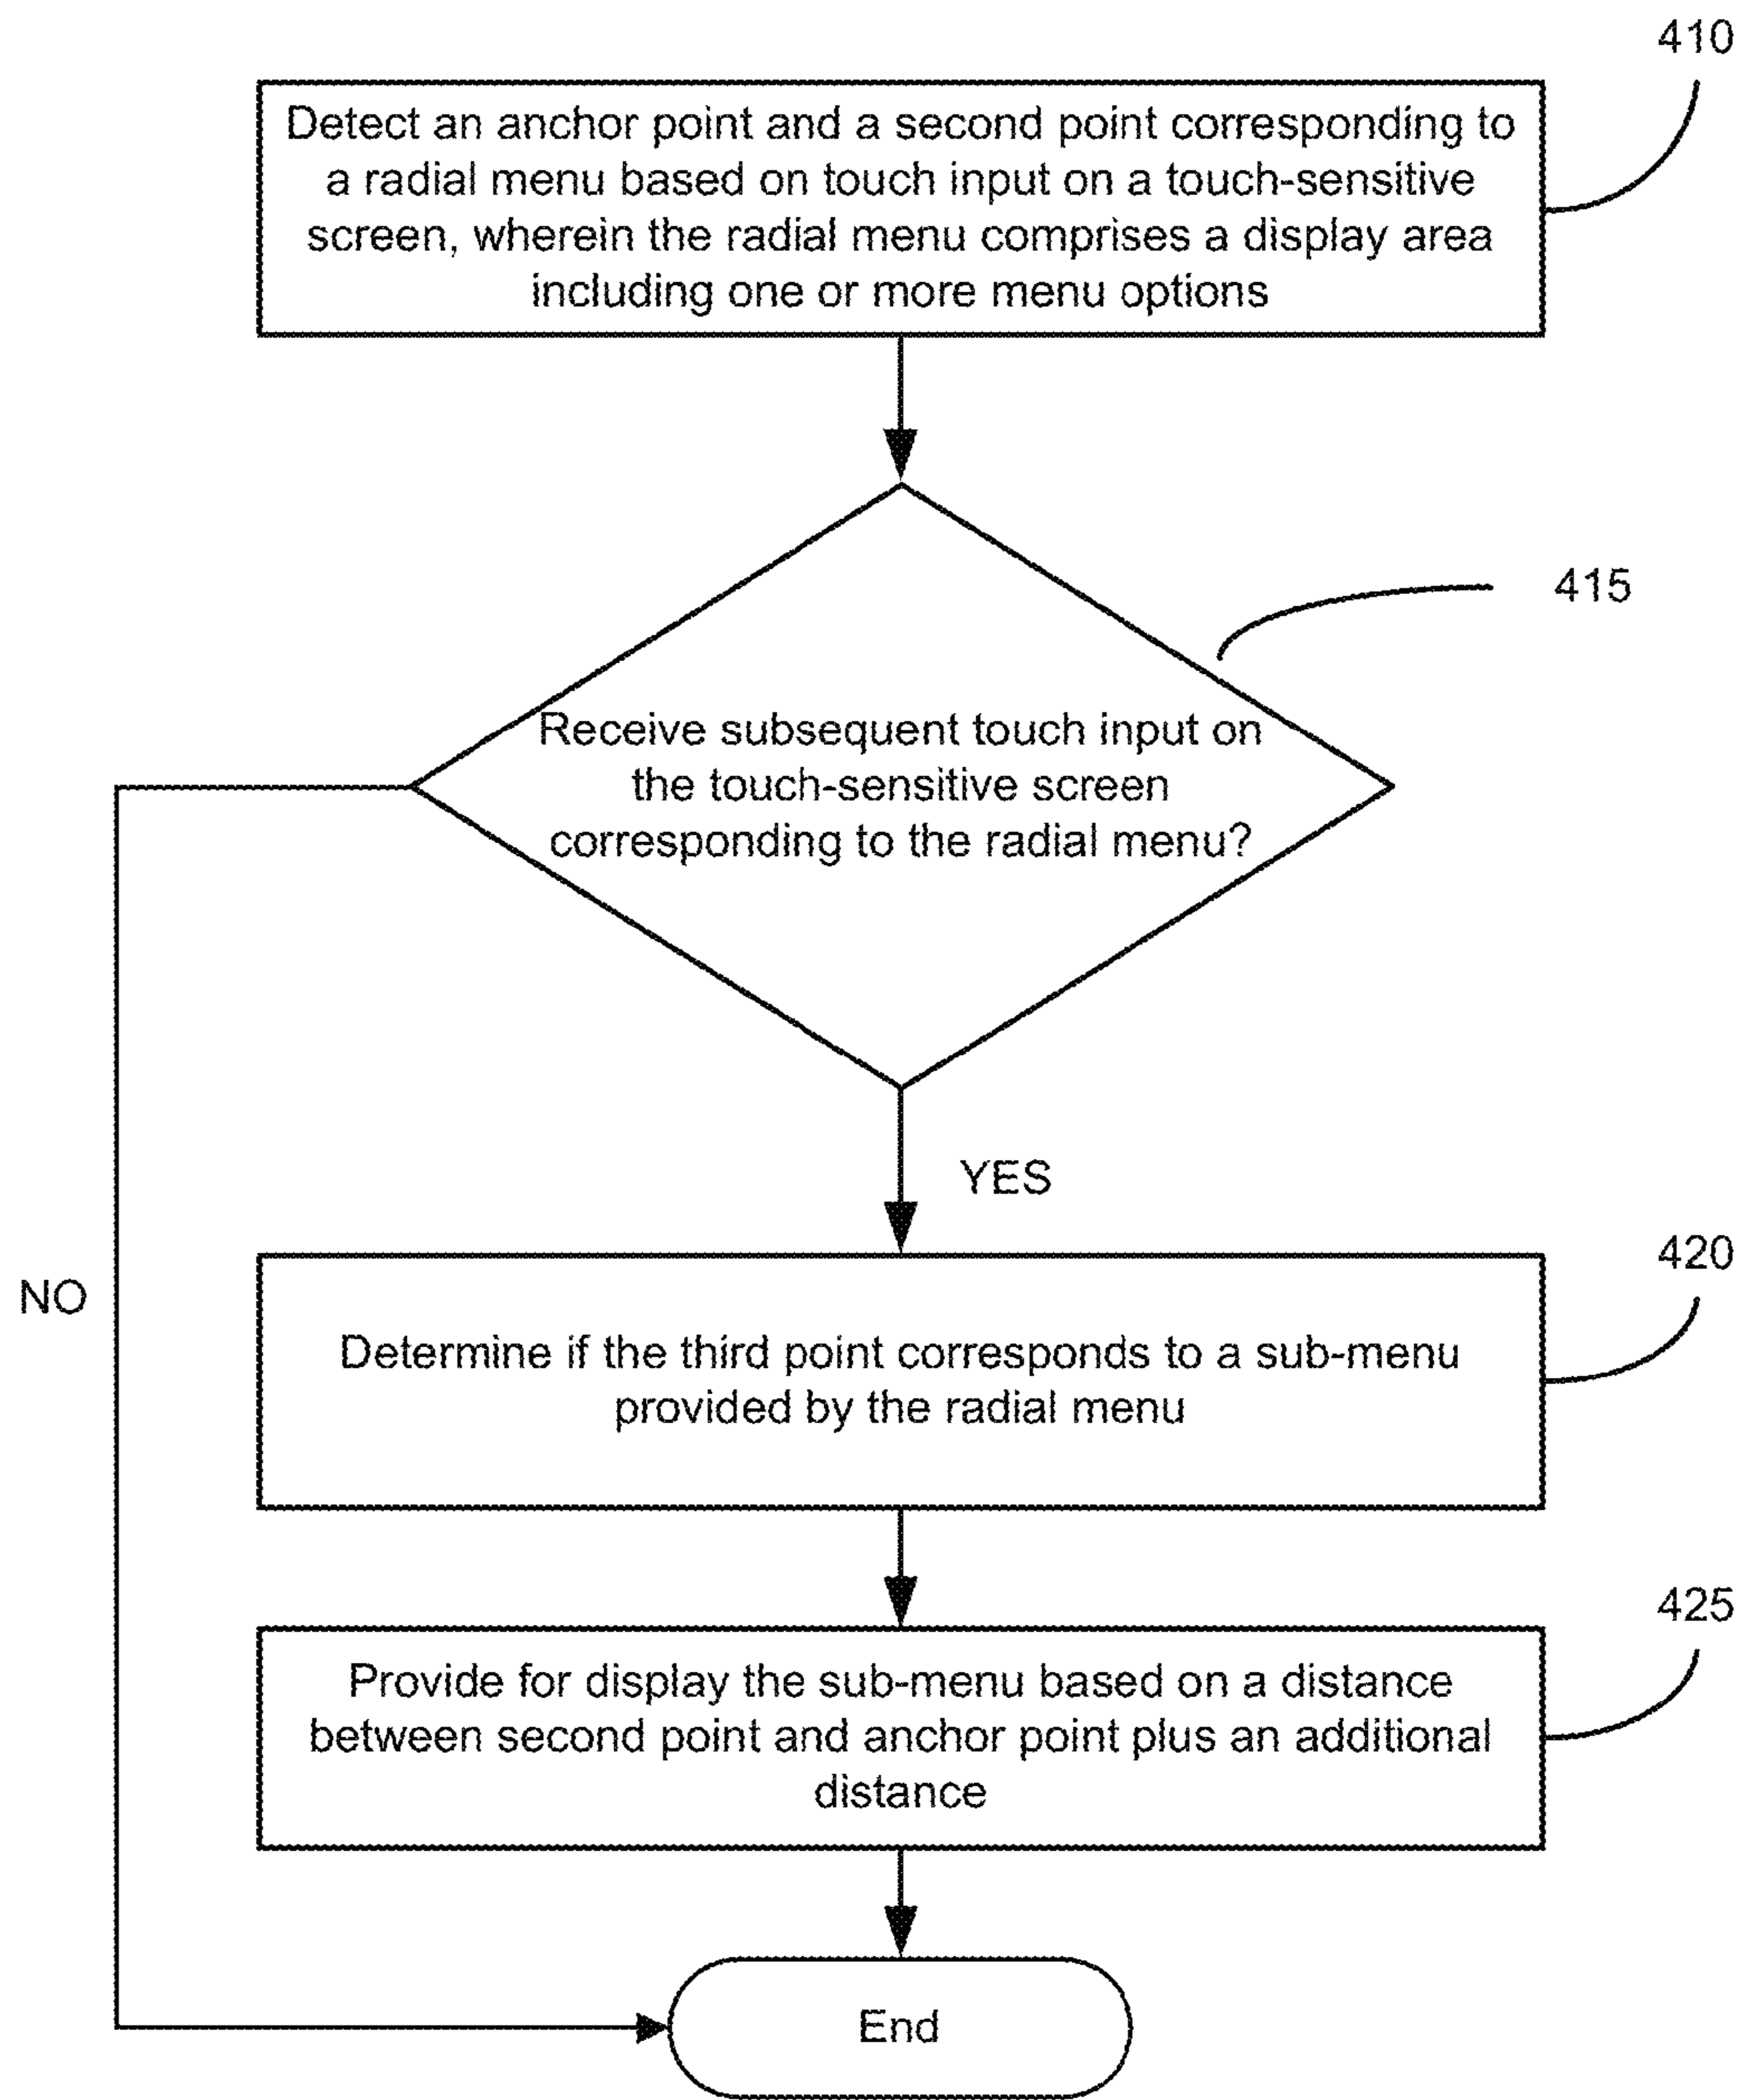 410
Detect an anchor point and a second point corresponding to
a radial menu based on touch input on a touch-sensitive
screen, wherein the radial menu comprises a display area
including one or more menu options
415
Receive subsequent touch input on
the touch-sensitive screen
corresponding to the radial menu?
YES
NO
420
Determine if the third point corresponds to a sub-menu
provided by the radial menu
425
Provide for display the sub-menu based on a distance
between second point and anchor point plus an additional
distance
End